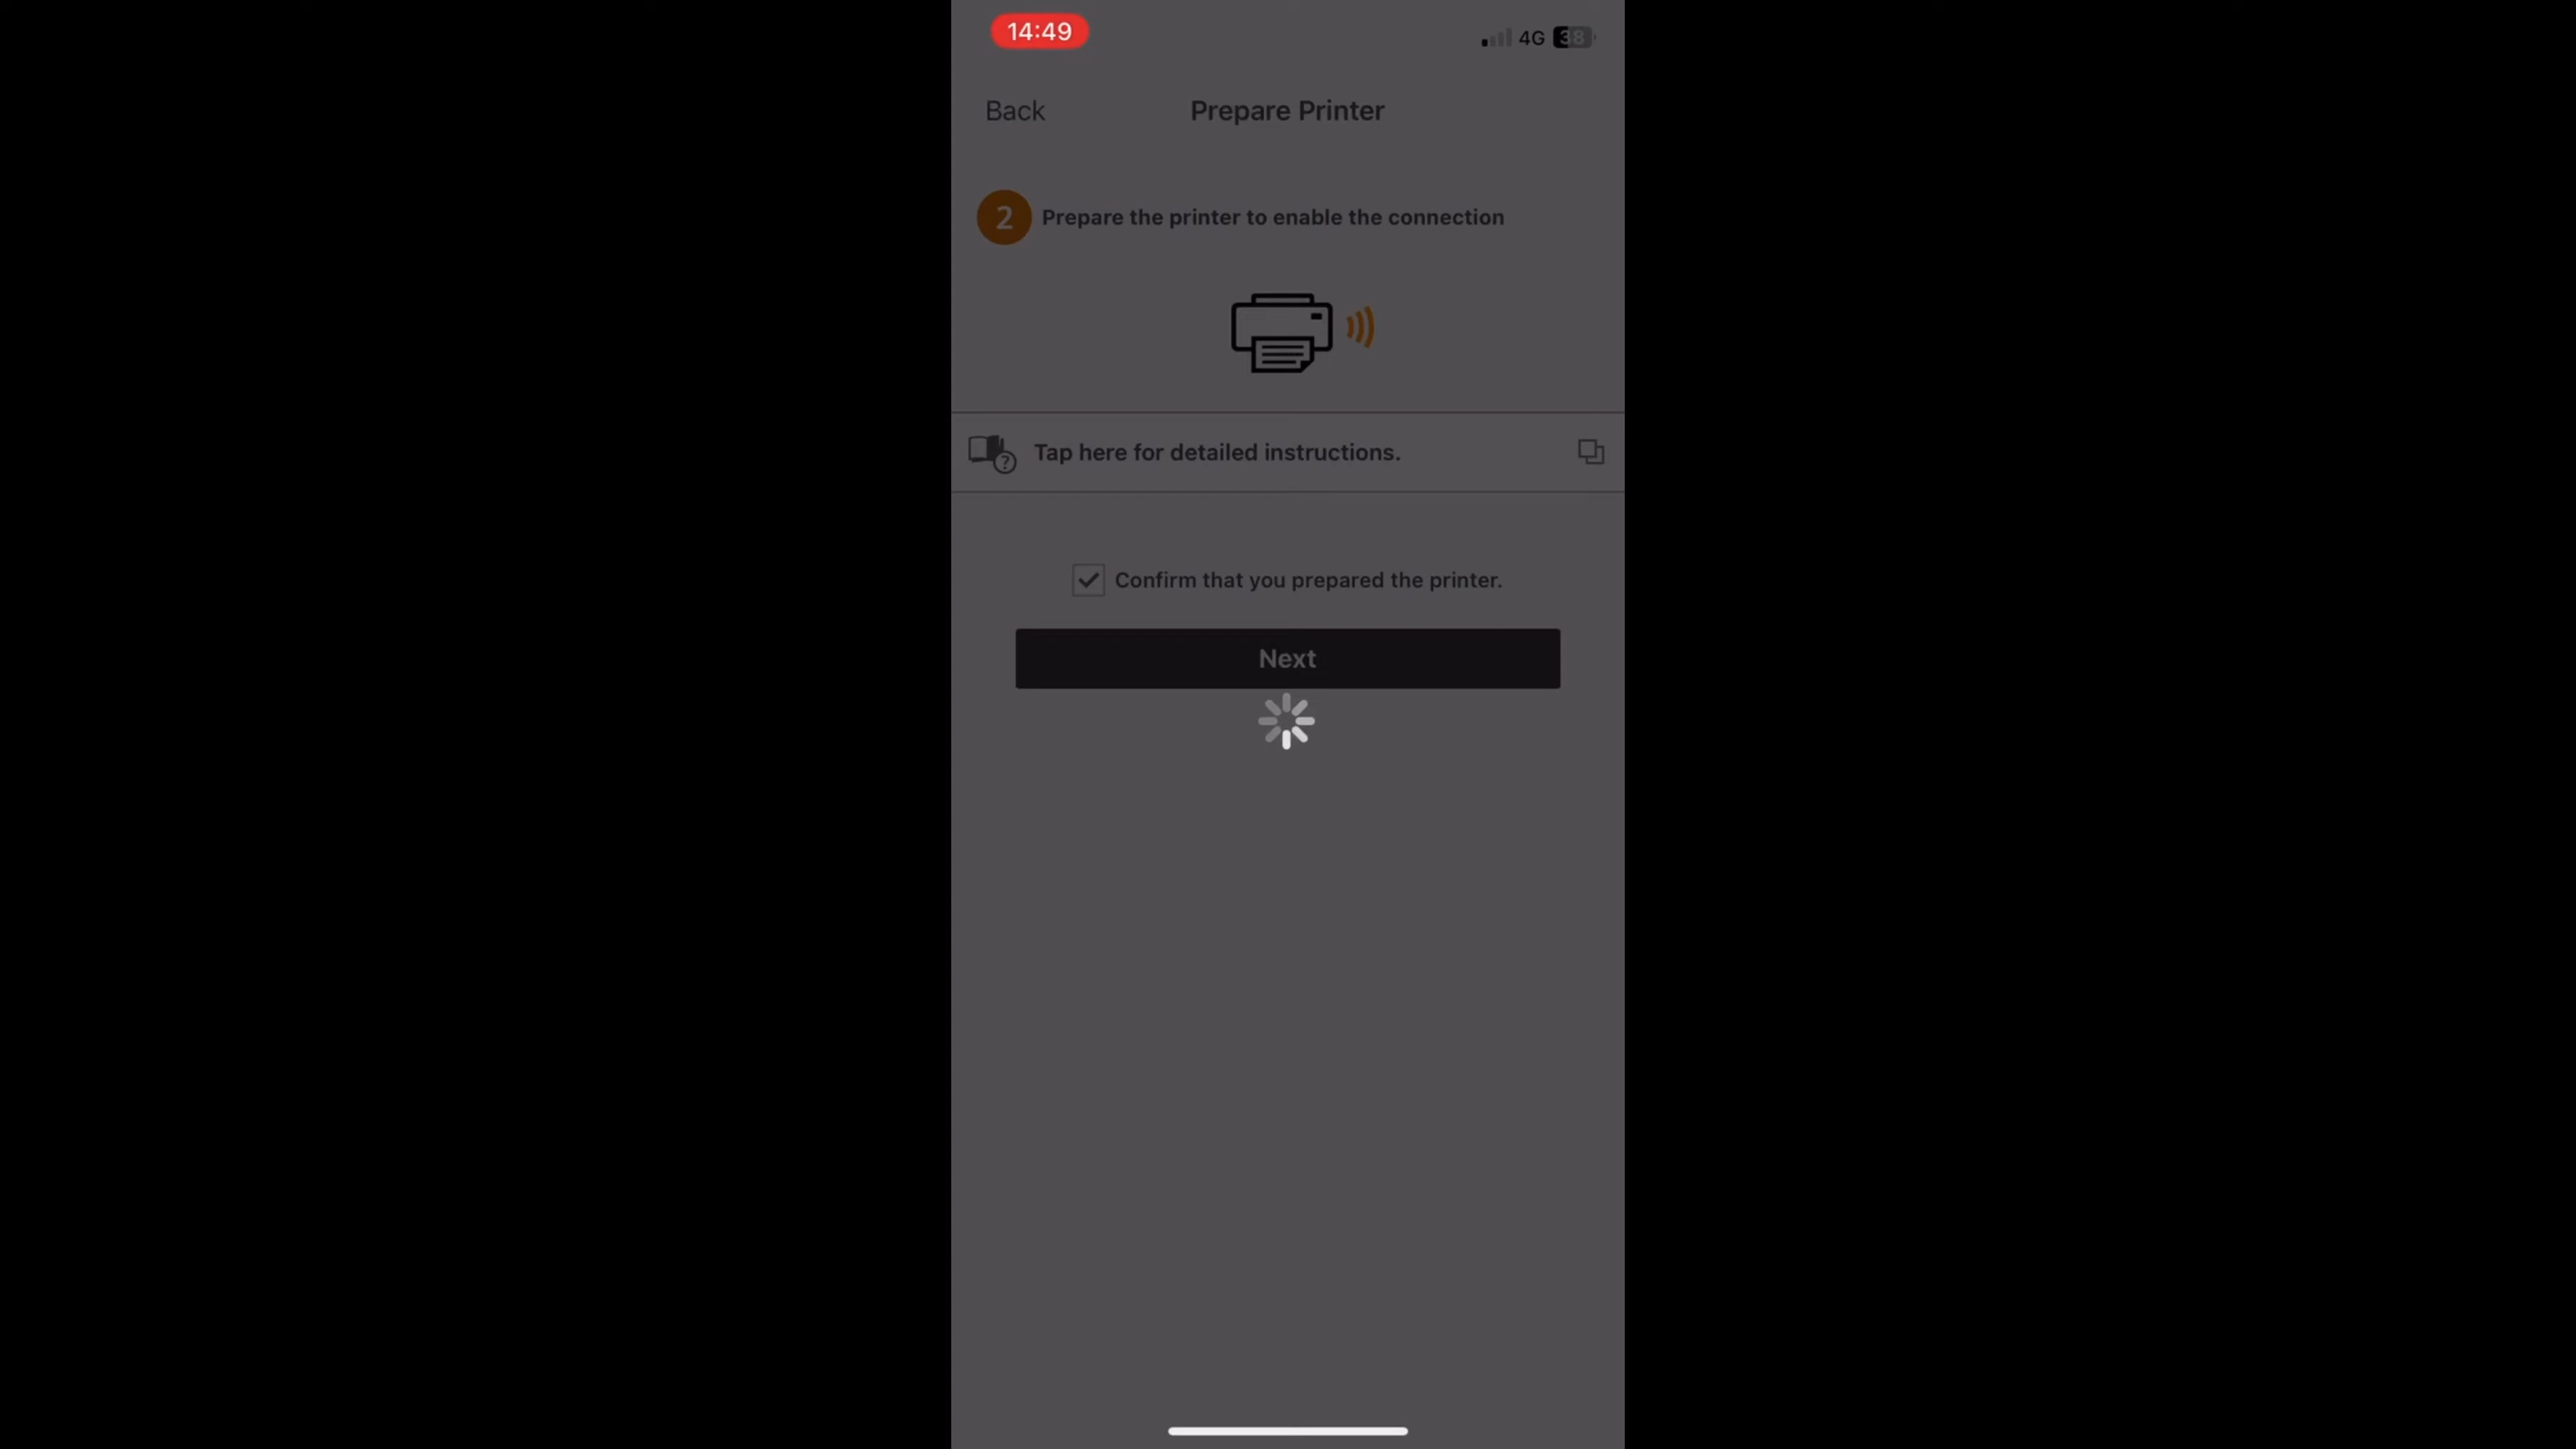 14:49
4G 38
Back
Prepare Printer
2 Prepare the printer to enable the connection
? Tap here for detailed instructions.
Confirm that you prepared the printer.
Next